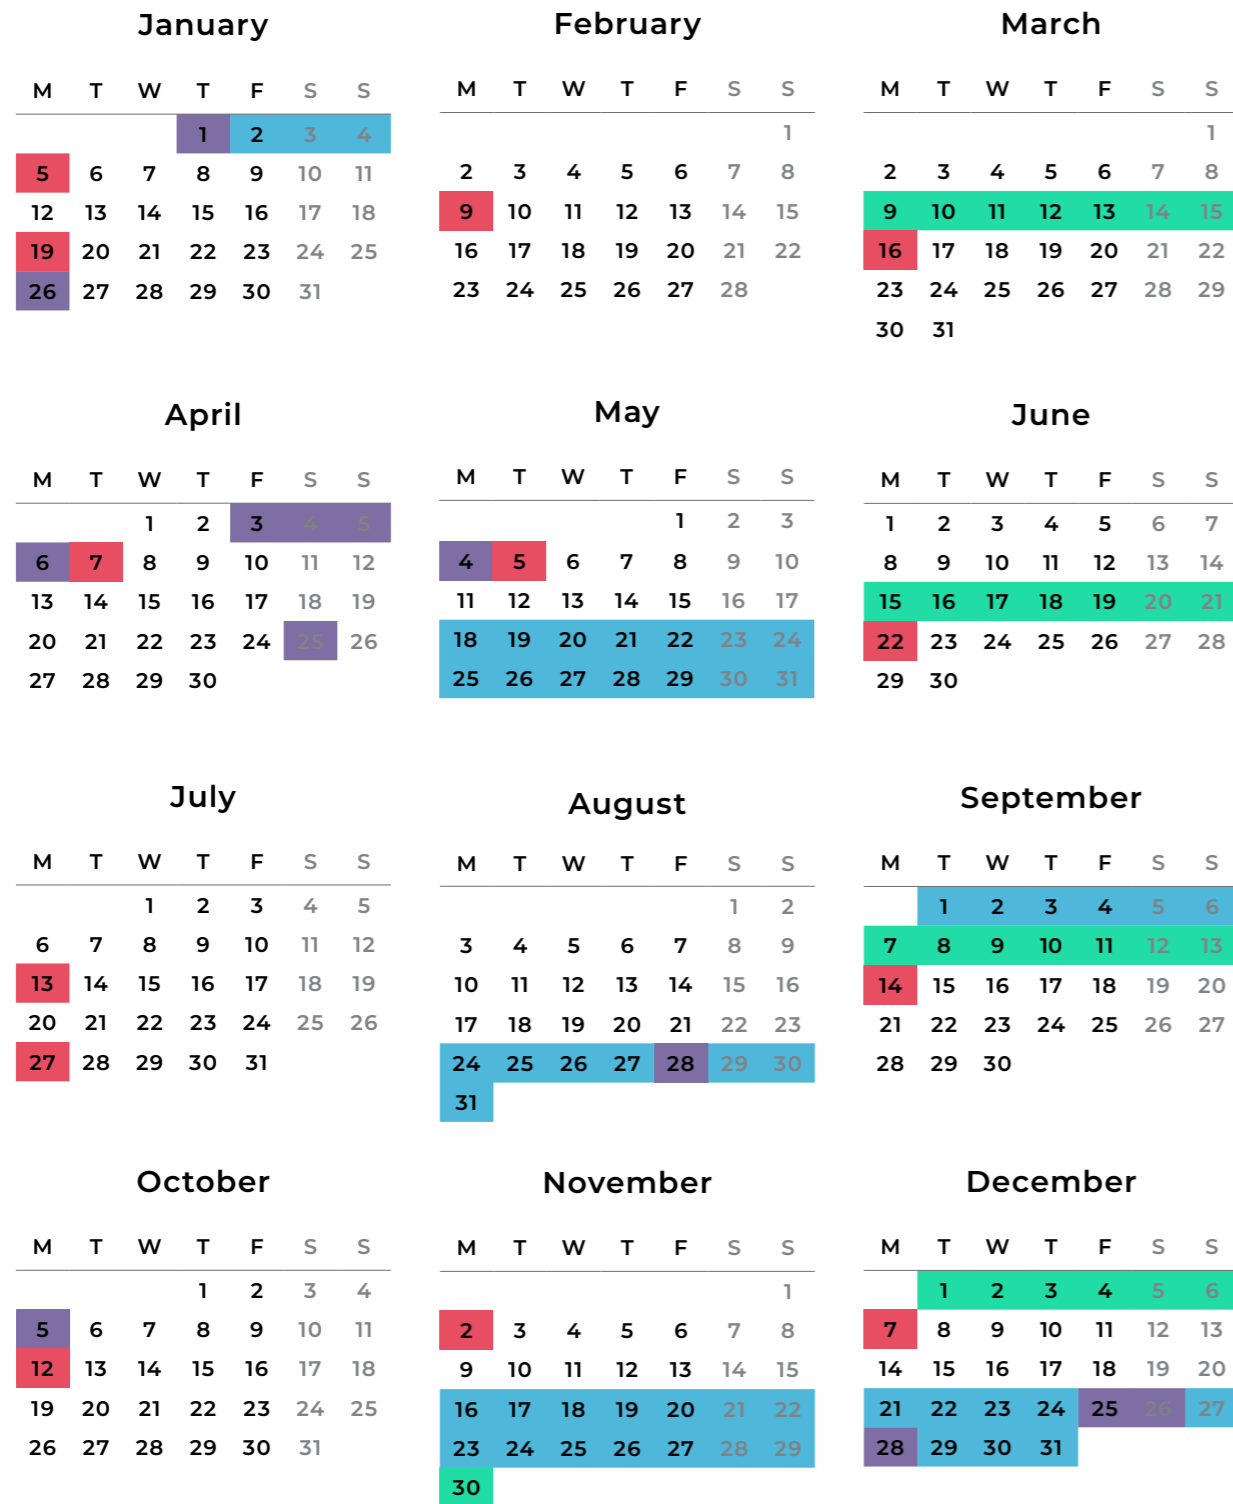 January
M T W T F S S
1 2 3 4
5 6 7 8 9 10 11
12 13 14 15 16 17 18
19 20 21 22 23 24 25
26 27 28 29 30 31
February
M T W T F S S
1
2 3 4 5 6 7 8
9 10 11 12 13 14 15
16 17 18 19 20 21 22
23 24 25 26 27 28
March
M T W T F S S
1
2 3 4 5 6 7 8
9 10 11 12 13 14 15
16 17 18 19 20 21 22
23 24 25 26 27 28 29
30 31
April
M T W T F S S
1 2 3 4 5
6 7 8 9 10 11 12
13 14 15 16 17 18 19
20 21 22 23 24 25 26
27 28 29 30
May
M T W T F S S
1 2 3
4 5 6 7 8 9 10
11 12 13 14 15 16 17
18 19 20 21 22 23 24
25 26 27 28 29 30 31
June
M T W T F S S
1 2 3 4 5 6 7
8 9 10 11 12 13 14
15 16 17 18 19 20 21
22 23 24 25 26 27 28
29 30
July
M T W T F S S
1 2 3 4 5
6 7 8 9 10 11 12
13 14 15 16 17 18 19
20 21 22 23 24 25 26
27 28 29 30 31
August
M T W T F S S
1 2
3 4 5 6 7 8 9
10 11 12 13 14 15 16
17 18 19 20 21 22 23
24 25 26 27 28 29 30
31
September
M T W T F S S
1 2 3 4 5 6
7 8 9 10 11 12 13
14 15 16 17 18 19 20
21 22 23 24 25 26 27
28 29 30
October
M T W T F S S
1 2 3 4
5 6 7 8 9 10 11
12 13 14 15 16 17 18
19 20 21 22 23 24 25
26 27 28 29 30 31
November
M T W T F S S
1
2 3 4 5 6 7 8
9 10 11 12 13 14 15
16 17 18 19 20 21 22
23 24 25 26 27 28 29
30
December
M T W T F S S
1 2 3 4 5 6
7 8 9 10 11 12 13
14 15 16 17 18 19 20
21 22 23 24 25 26 27
28 29 30 31